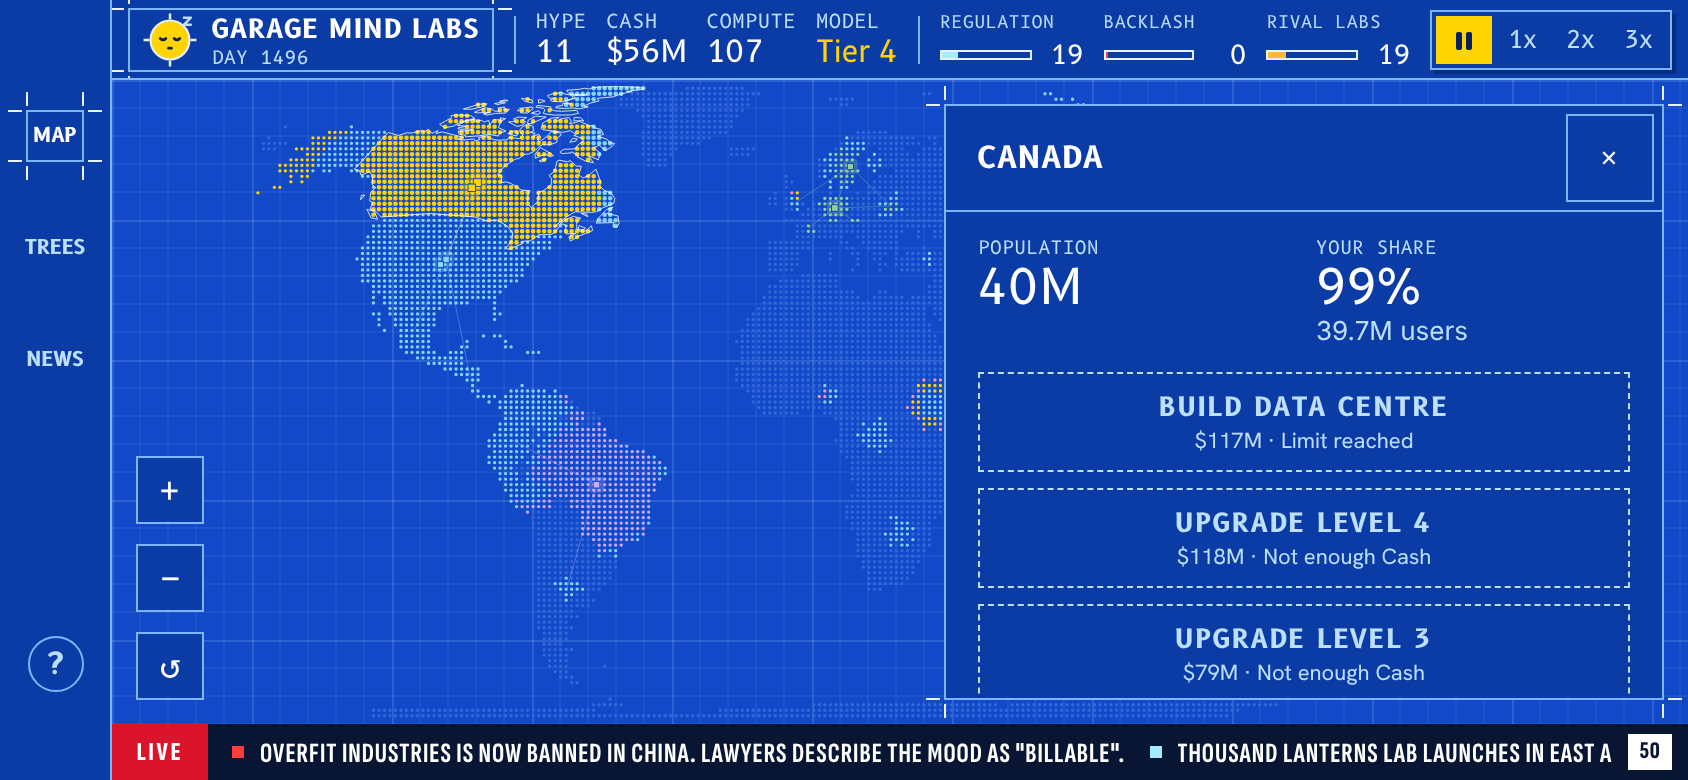 z
GARAGE MIND LABS
DAY 1496
HYPE
11
CASH
$56M
COMPUTE
107
MODEL
Tier 4
REGULATION
19
BACKLASH
0
RIVAL LABS
19
1x 2x 3x
MAP
TREES
NEWS
+
−
↺
?
CANADA
×
POPULATION
40M
YOUR SHARE
99%
39.7M users
BUILD DATA CENTRE
$117M · Limit reached
UPGRADE LEVEL 4
$118M · Not enough Cash
UPGRADE LEVEL 3
$79M · Not enough Cash
LIVE
OVERFIT INDUSTRIES IS NOW BANNED IN CHINA. LAWYERS DESCRIBE THE MOOD AS "BILLABLE".
THOUSAND LANTERNS LAB LAUNCHES IN EAST A
50